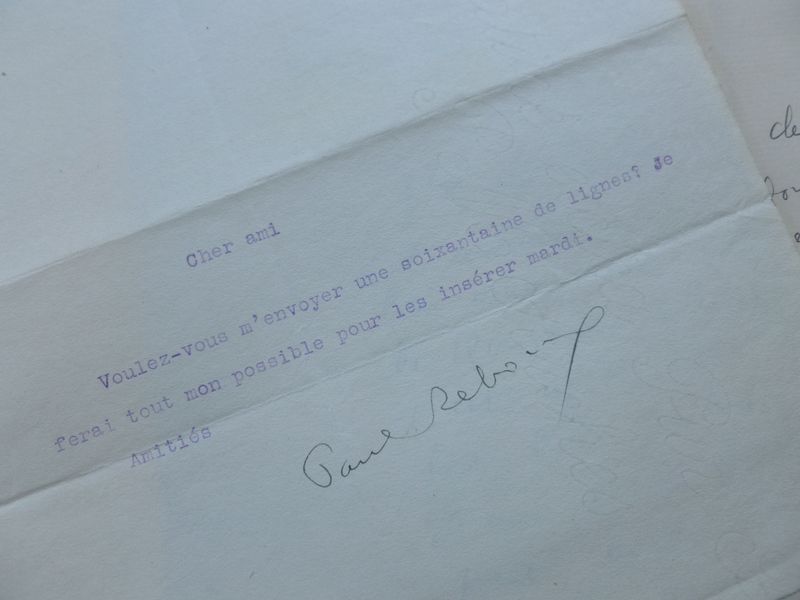 Cher ami
Voulez-vous m'envoyer une soixantaine de lignes? Je
ferai tout mon possible pour les insérer mardi.
Amitiés
Paul Reboux